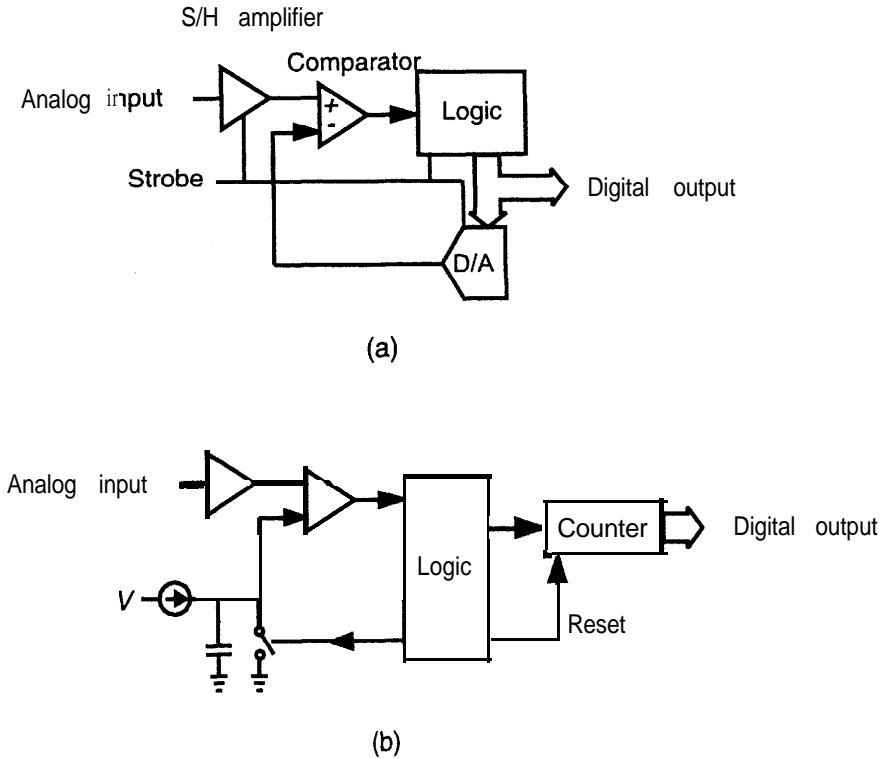 S/H amplifier
Comparator
Analog input
+
-
Logic
Strobe
Digital output
D/A
(a)
Analog input
Logic
Counter
Digital output
V
Reset
(b)